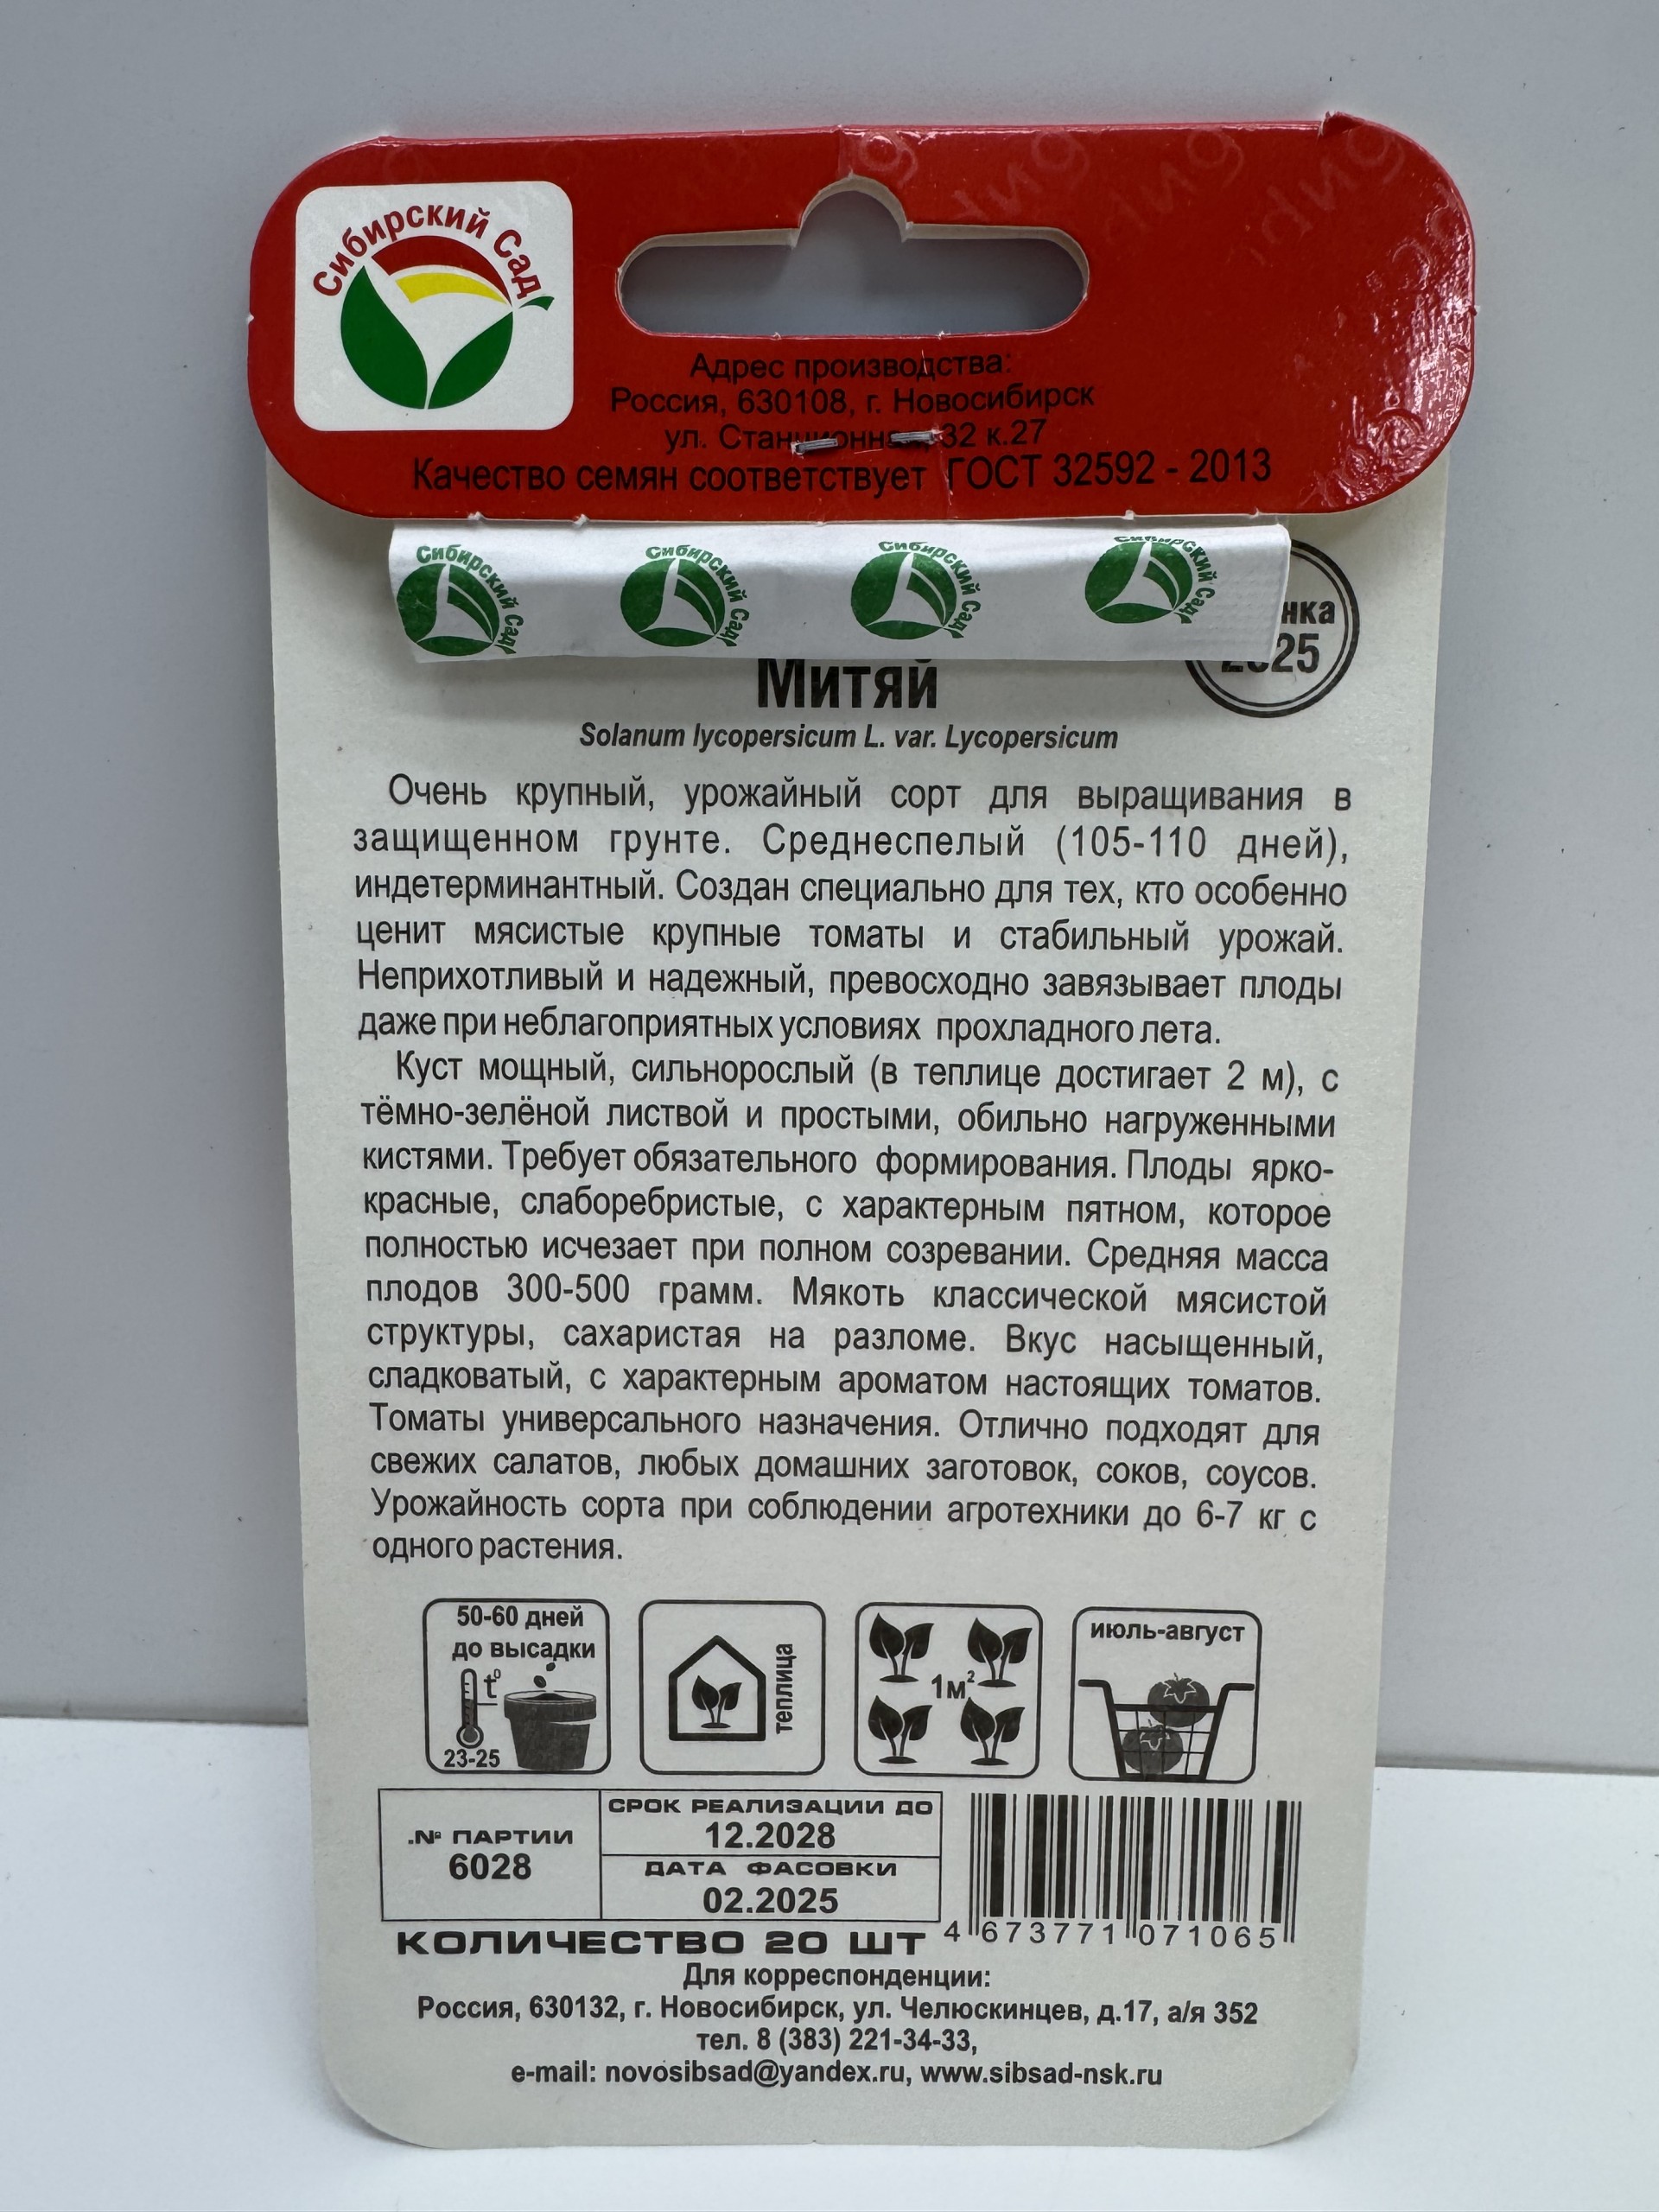 Сибирский Сад
Адрес производства:
Россия, 630108, г. Новосибирск
ул. 32 к.27
Качество семян соответствует ГОСТ 32592 - 2013
Сибирский Сад Сибирский Сад Сибирский Сад Сибирский Сад
Митяй
Solanum lycopersicum L. var. Lycopersicum
Очень крупный, урожайный сорт для выращивания в
защищенном грунте. Среднеспелый (105-110 дней),
индетерминантный. Создан специально для тех, кто особенно
ценит мясистые крупные томаты и стабильный урожай.
Неприхотливый и надежный, превосходно завязывает плоды
даже при неблагоприятных условиях прохладного лета.
Куст мощный, сильнорослый (в теплице достигает 2 м), с
тёмно-зелёной листвой и простыми, обильно нагруженными
кистями. Требует обязательного формирования. Плоды ярко-
красные, слаборебристые, с характерным пятном, которое
полностью исчезает при полном созревании. Средняя масса
плодов 300-500 грамм. Мякоть классической мясистой
структуры, сахаристая на разломе. Вкус насыщенный,
сладковатый, с характерным ароматом настоящих томатов.
Томаты универсального назначения. Отлично подходят для
свежих салатов, любых домашних заготовок, соков, соусов.
Урожайность сорта при соблюдении агротехники до 6-7 кг с
одного растения.
50-60 дней
до высадки
t°
23-25
теплица
1м²
июль-август
.№ ПАРТИИ
6028
СРОК РЕАЛИЗАЦИИ ДО
12.2028
ДАТА ФАСОВКИ
02.2025
4 673771 071065
КОЛИЧЕСТВО 20 ШТ
Для корреспонденции:
Россия, 630132, г. Новосибирск, ул. Челюскинцев, д.17, а/я 352
тел. 8 (383) 221-34-33,
e-mail: novosibsad@yandex.ru, www.sibsad-nsk.ru